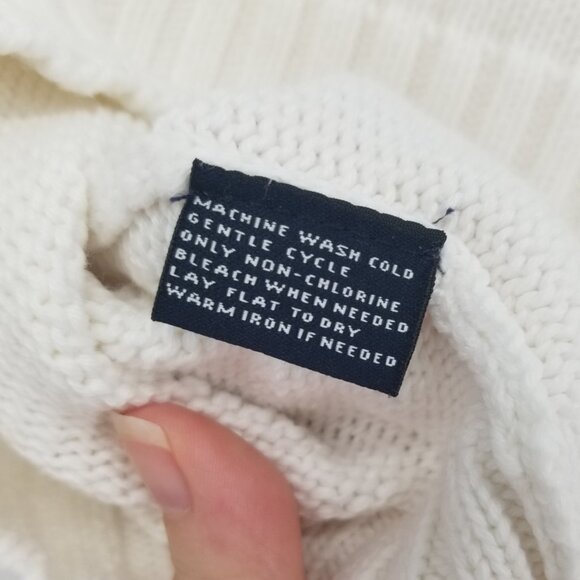 MACHINE WASH COLD
GENTLE CYCLE
ONLY NON-CHLORINE
BLEACH WHEN NEEDED
LAY FLAT TO DRY
WARM IRON IF NEEDED